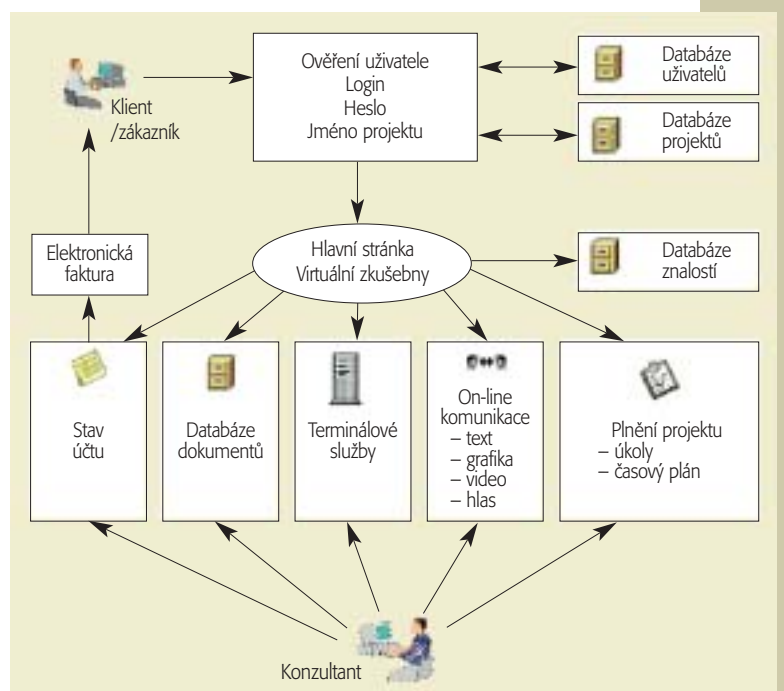 Ověření uživatele
Login
Heslo
Jméno projektu
Databáze
uživatelů
Databáze
projektů
Klient
/zákazník
Elektronická
faktura
Hlavní stránka
Virtuální zkušebny
Databáze
znalostí
Stav
účtu
Databáze
dokumentů
Terminálové
služby
On-line
komunikace
– text
– grafika
– video
– hlas
Plnění projektu
– úkoly
– časový plán
Konzultant